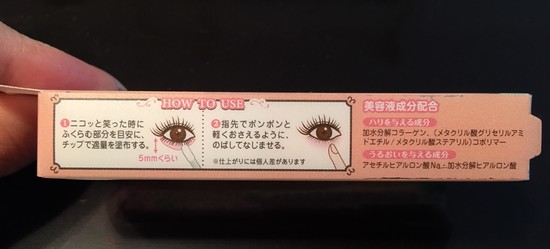 HOW TO USE
①ニコッと笑った時に
ふくらむ部分を目安に、
チップで適量を塗布する。
5mmくらい
②指先でポンポンと
軽くおさえるように、
のばしてなじませる。
※仕上がりには個人差があります
美容液成分配合
ハリを与える成分
加水分解コラーゲン、(メタクリル酸グリセリルアミ
ドエチル/メタクリル酸ステアリル)コポリマー
うるおいを与える成分
アセチルヒアルロン酸Na、加水分解ヒアルロン酸